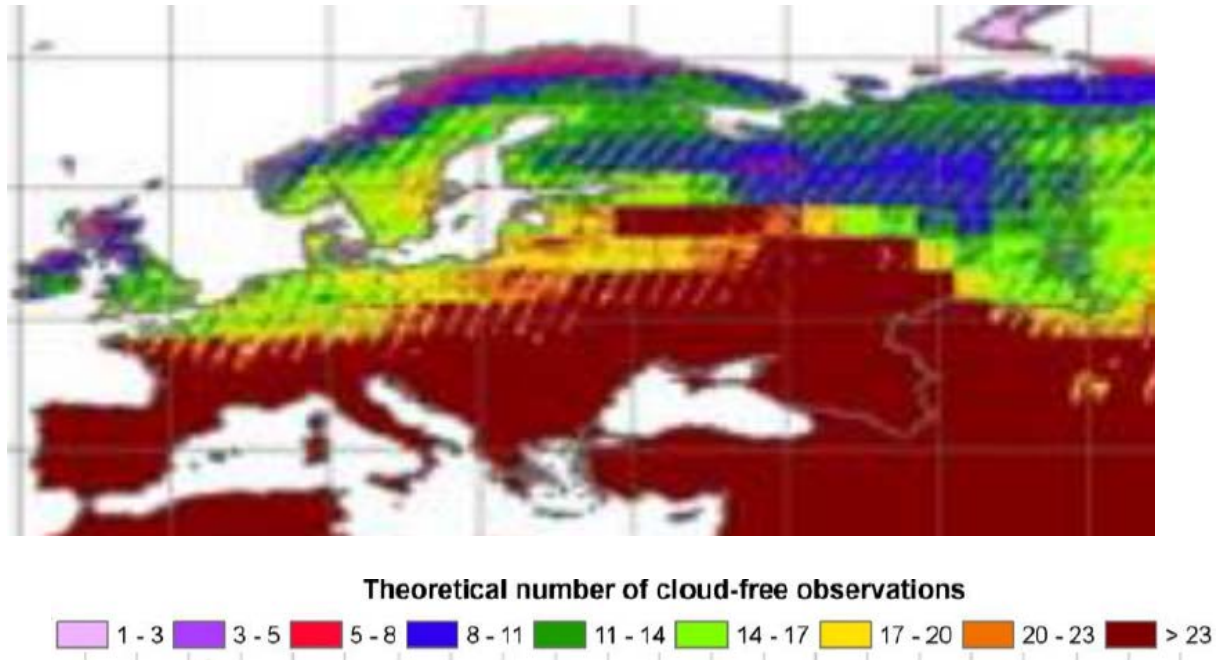 Theoretical number of cloud-free observations
1 - 3 3 - 5 5 - 8 8 - 11 11 - 14 14 - 17 17 - 20 20 - 23 > 23